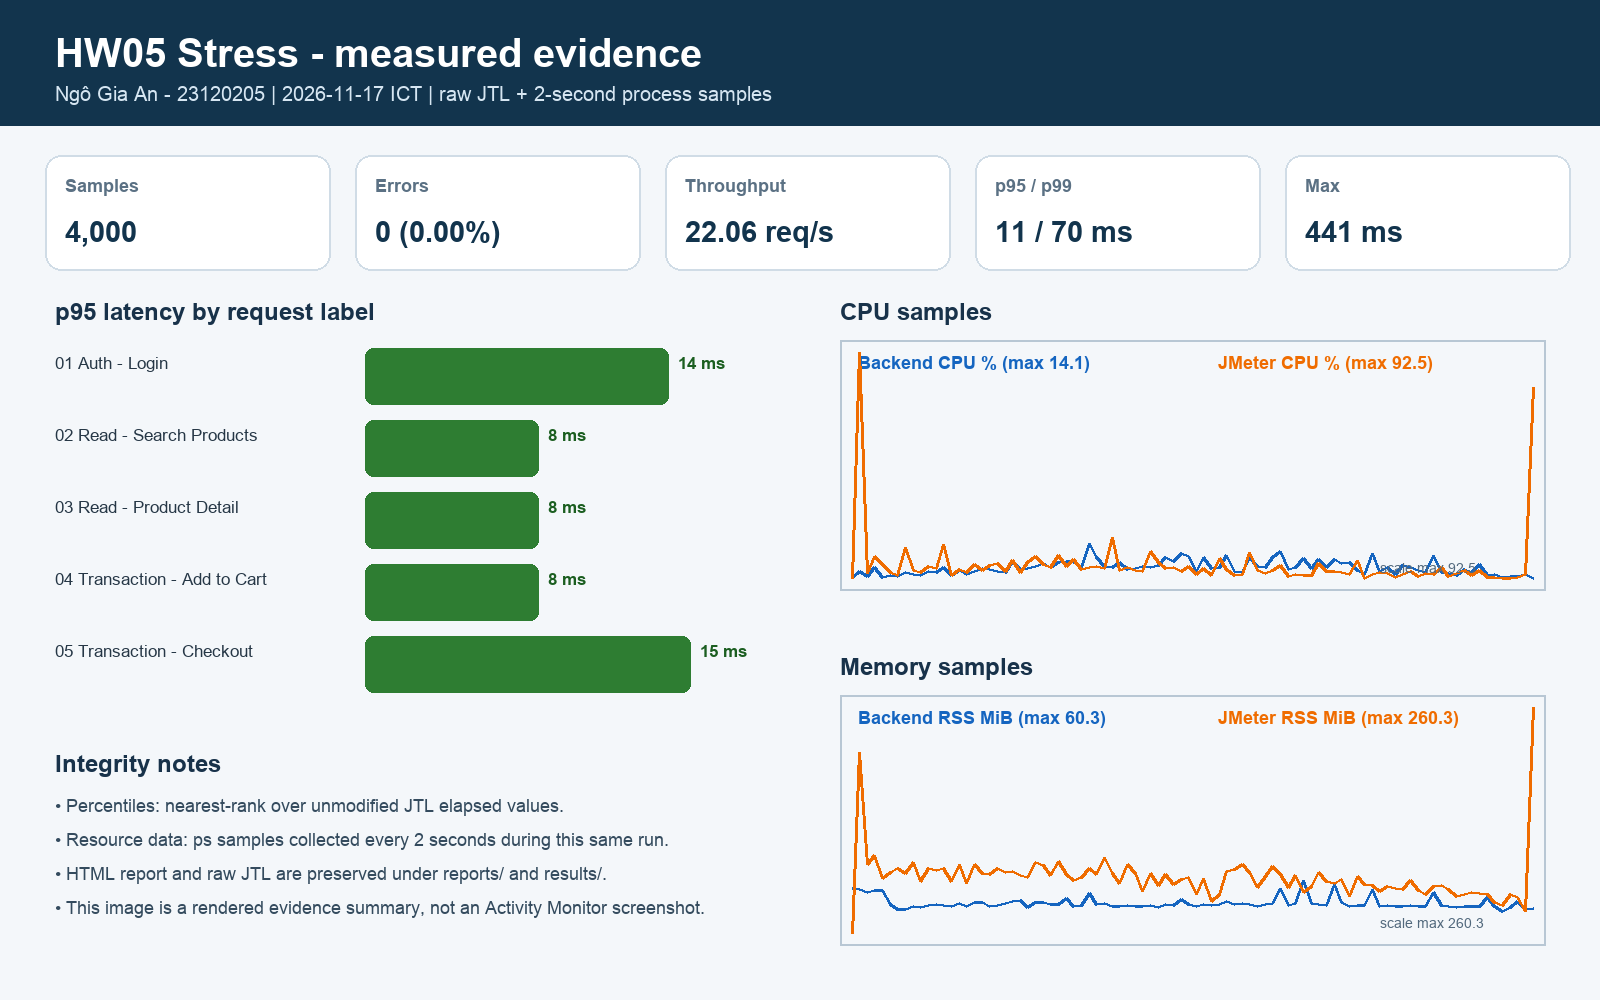 HW05 Stress - measured evidence
Ngô Gia An - 23120205 | 2026-11-17 ICT | raw JTL + 2-second process samples
Samples
4,000
Errors
0 (0.00%)
Throughput
22.06 req/s
p95 / p99
11 / 70 ms
Max
441 ms
p95 latency by request label
01 Auth - Login
14 ms
02 Read - Search Products
8 ms
03 Read - Product Detail
8 ms
04 Transaction - Add to Cart
8 ms
05 Transaction - Checkout
15 ms
Integrity notes
• Percentiles: nearest-rank over unmodified JTL elapsed values.
• Resource data: ps samples collected every 2 seconds during this same run.
• HTML report and raw JTL are preserved under reports/ and results/.
• This image is a rendered evidence summary, not an Activity Monitor screenshot.
CPU samples
Backend CPU % (max 14.1)
JMeter CPU % (max 92.5)
scale max 92.5
Memory samples
Backend RSS MiB (max 60.3)
JMeter RSS MiB (max 260.3)
scale max 260.3